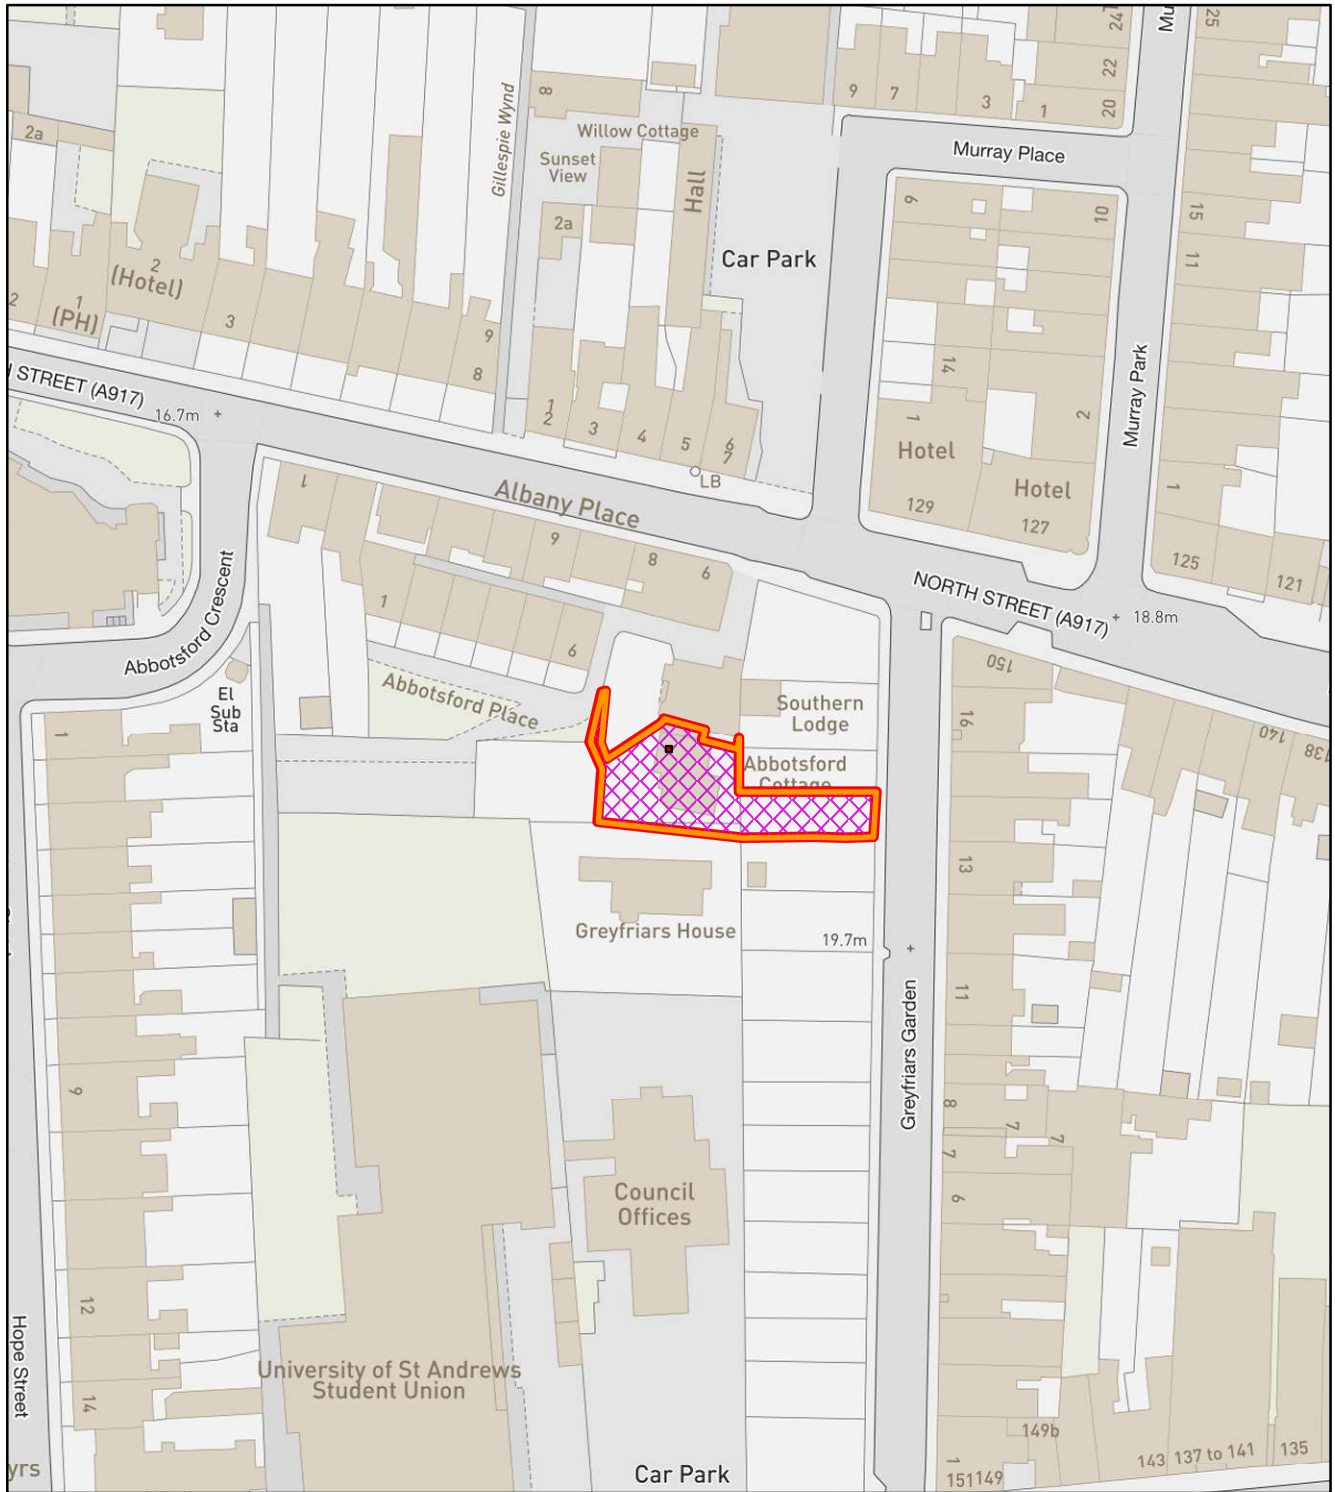 24
25
Mu
22
20
9
7
3
1
8
Willow Cottage
Gillespie Wynd
Sunset
View
2a
2a
Hall
Murray Place
9
10
15
11
Car Park
2
(Hotel)
1
(PH)
2
3
9
8
14
1
2
Murray Park
STREET (A917)
16.7m
1
2
3
4
5
6
7
LB
Hotel
Hotel
129
127
1
125
121
Albany Place
1
9
8
6
NORTH STREET (A917)
18.8m
Abbotsford Crescent
1
6
El
Sub
Sta
Abbotsford Place
Southern
Lodge
Abbotsford
Cottage
150
16
140
138
1
13
Greyfriars House
19.7m
11
Greyfriars Garden
9
8
7
7
7
6
Council
Offices
12
14
Hope Street
University of St Andrews
Student Union
Car Park
149b
1
151
149
143
137 to 141
135
yrs